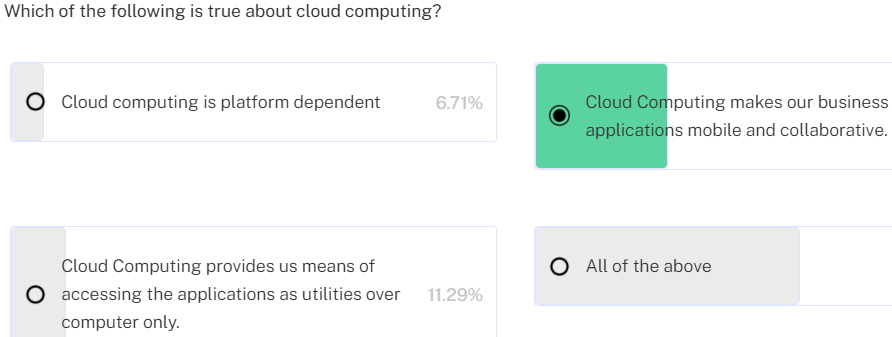 Which of the following is true about cloud computing?
Cloud computing is platform dependent 6.71%
Cloud Computing makes our business
applications mobile and collaborative.
Cloud Computing provides us means of
accessing the applications as utilities over 11.29%
computer only.
All of the above